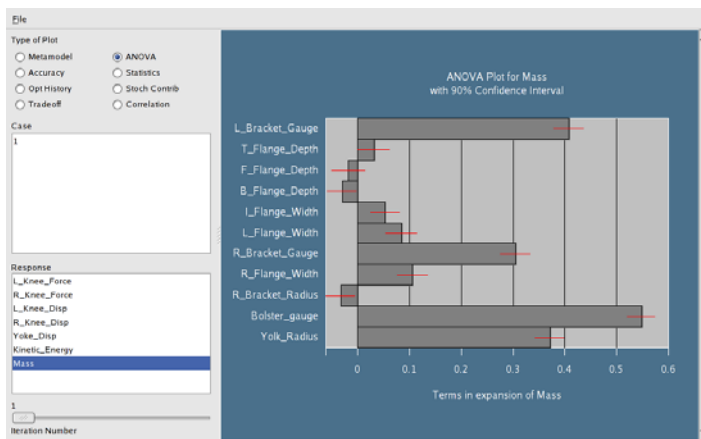 File
Type of Plot
Metamodel
ANOVA
Accuracy
Statistics
Opt History
Stoch Contrib
Tradeoff
Correlation
Case
1
Response
L_Knee_Force
R_Knee_Force
L_Knee_Disp
R_Knee_Disp
Yoke_Disp
Kinetic_Energy
Mass
1
Iteration Number
ANOVA Plot for Mass
with 90% Confidence Interval
L_Bracket_Gauge
T_Flange_Depth
F_Flange_Depth
B_Flange_Depth
I_Flange_Width
L_Flange_Width
R_Bracket_Gauge
R_Flange_Width
R_Bracket_Radius
Bolster_gauge
Yolk_Radius
0 0.1 0.2 0.3 0.4 0.5 0.6
Terms in expansion of Mass